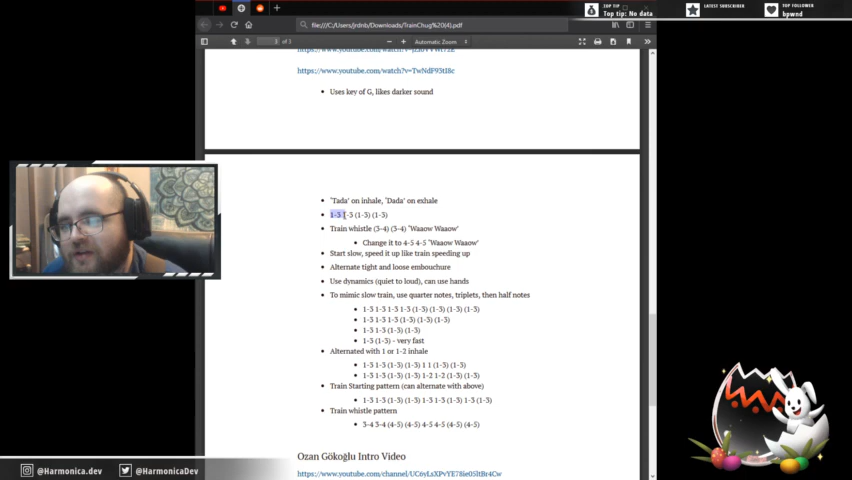 TOP TIP
Top tip: No data
LATEST SUBSCRIBER
TOP FOLLOWER
bpwnd
file:///C:/Users/jrdnb/Downloads/TrainChug%20(4).pdf
3 of 3
Automatic Zoom
https://www.youtube.com/watch?v=TwNdF93tI8c
Uses key of G, likes darker sound
'Tada' on inhale, 'Dada' on exhale
1-3 1-3 (1-3) (1-3)
Train whistle (3-4) (3-4) 'Waaow Waaow'
Change it to 4-5 4-5 'Waaow Waaow'
Start slow, speed it up like train speeding up
Alternate tight and loose embouchure
Use dynamics (quiet to loud), can use hands
To mimic slow train, use quarter notes, triplets, then half notes
1-3 1-3 1-3 1-3 (1-3) (1-3) (1-3) (1-3)
1-3 1-3 1-3 (1-3) (1-3) (1-3)
1-3 1-3 (1-3) (1-3)
1-3 (1-3) - very fast
Alternated with 1 or 1-2 inhale
1-3 1-3 (1-3) (1-3) 1 1 (1-3) (1-3)
1-3 1-3 (1-3) (1-3) 1-2 1-2 (1-3) (1-3)
Train Starting pattern (can alternate with above)
1-3 1-3 (1-3) (1-3) 1-3 1-3 (1-3) 1-3 (1-3)
Train whistle pattern
3-4 3-4 (4-5) (4-5) 4-5 4-5 (4-5) (4-5)
Ozan Gökoğlu Intro Video
https://www.youtube.com/channel/UC6yLsXPvYE78ie05ItBr4Cw
@Harmonica.dev
@HarmonicaDev